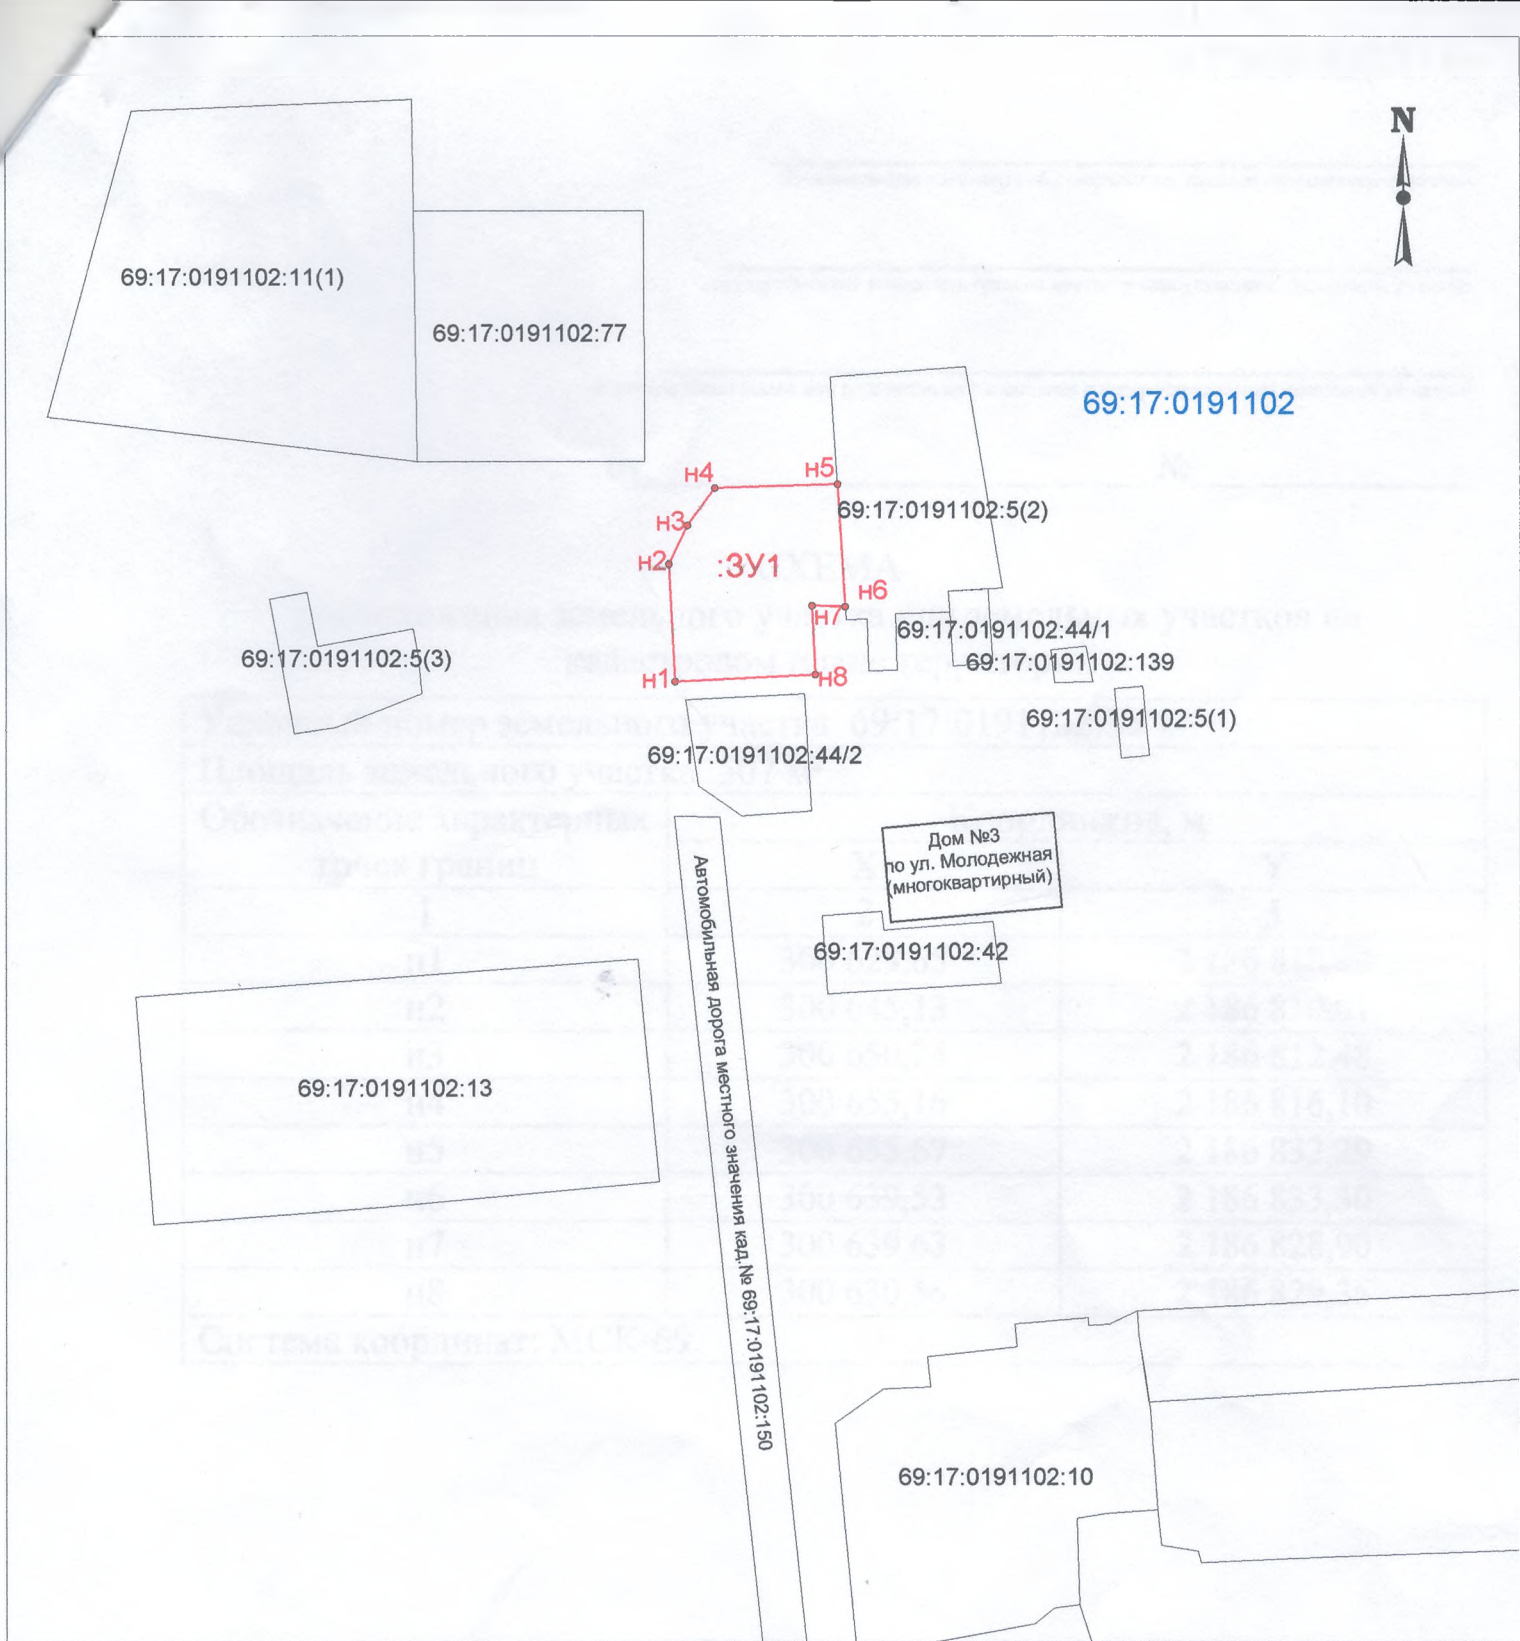 N
69:17:0191102:11(1)
69:17:0191102:77
69:17:0191102
н4
н5
69:17:0191102:5(2)
н3
н2
:ЗУ1
н6
н7
69:17:0191102:44/1
69:17:0191102:5(3)
69:17:0191102:139
н1
н8
69:17:0191102:5(1)
69:17:0191102:44/2
Дом №3
по ул. Молодежная
(многоквартирный)
Автомобильная дорога местного значения кад.№ 69:17:0191102:150
69:17:0191102:42
69:17:0191102:13
69:17:0191102:10